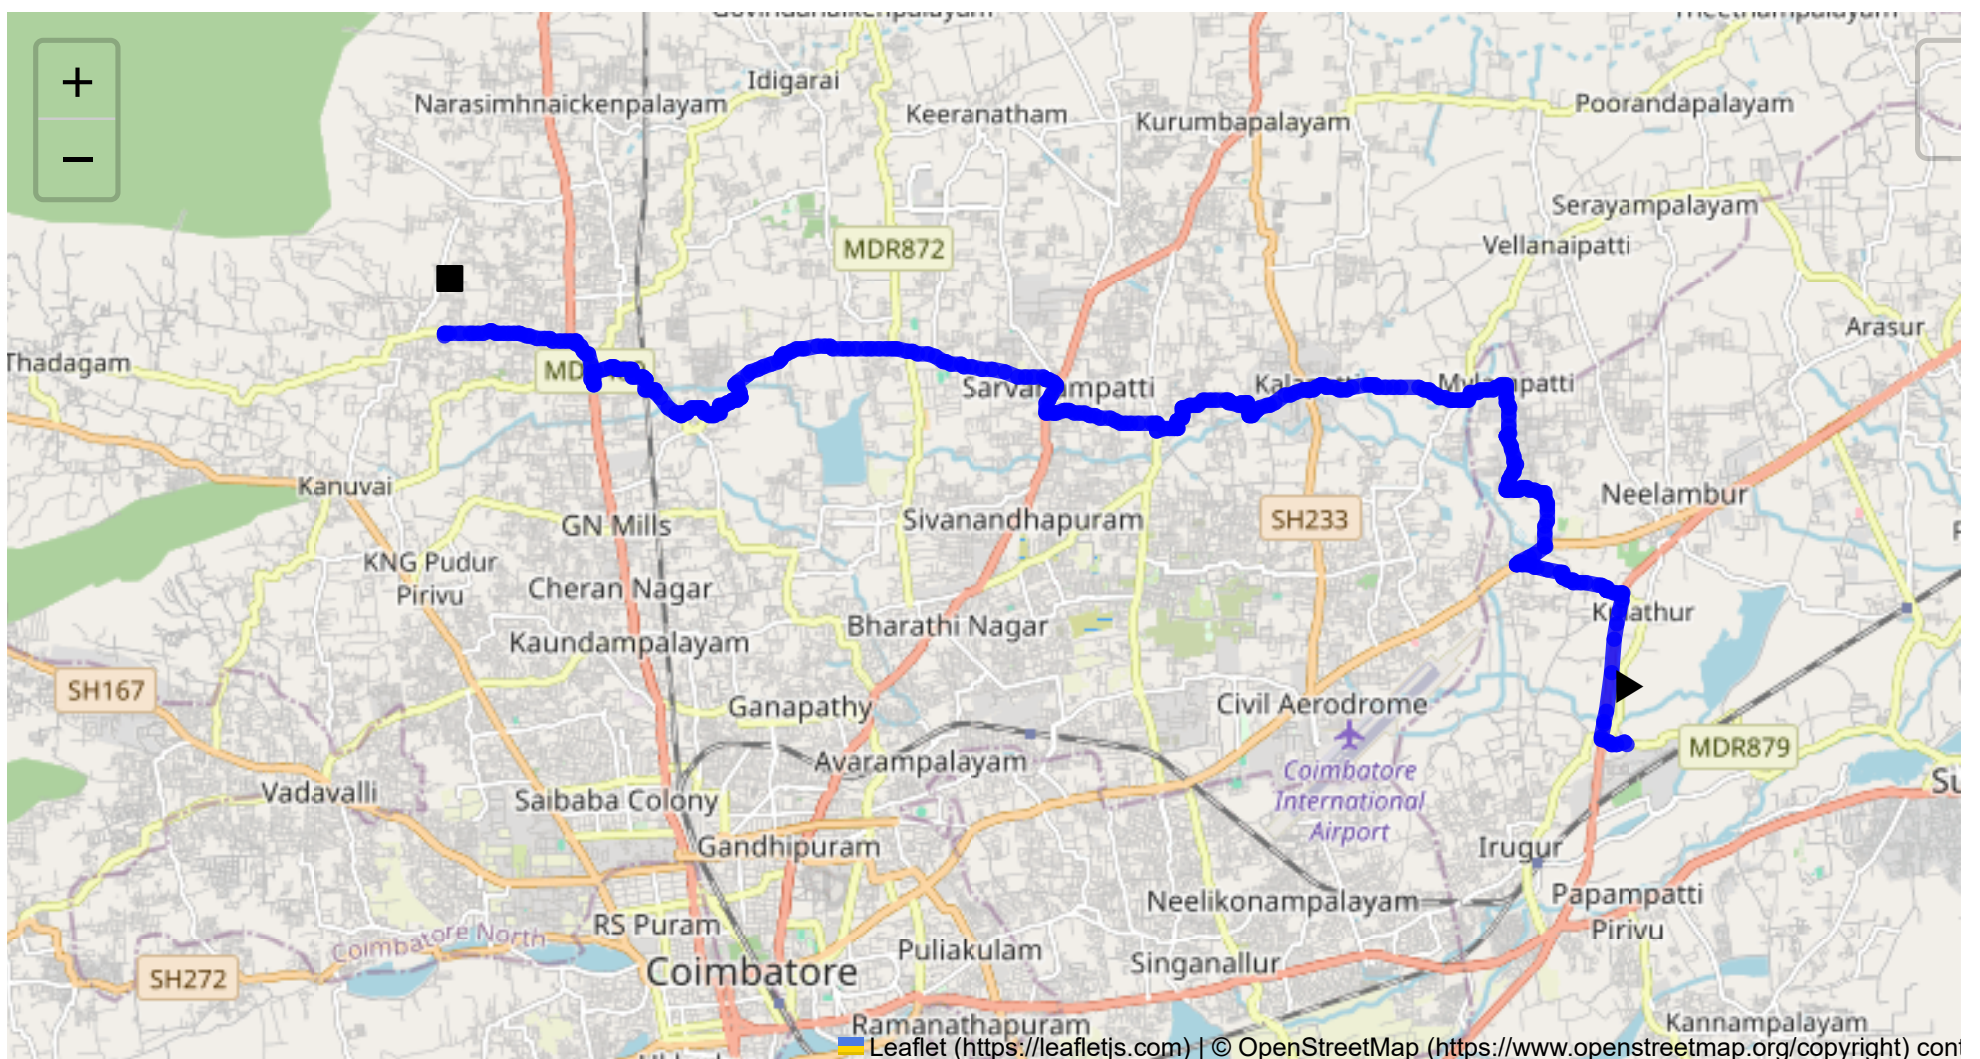 +
Idigarai
Narasimhnaickenpalayam
Keeranatham
Kurumbapalayam
Poorandapalayam
−
Serayampalayam
MDR872
Vellanaipatti
Arasur
Thadagam
Kanuvai
Neelambur
GN Mills
Sivanandhapuram
SH233
KNG Pudur
Pirivu
Cheran Nagar
Bharathi Nagar
Kaundampalayam
SH167
Ganapathy
Civil Aerodrome
MDR879
Avarampalayam
Coimbatore
International
Airport
Vadavalli
Saibaba Colony
Gandhipuram
Irugur
Neelikonampalayam
Papampatti
Pirivu
RS Puram
Coimbatore North
Puliakulam
Singanallur
SH272
Coimbatore
Ramanathapuram
Kannampalayam
Leaflet (https://leafletjs.com) | © OpenStreetMap (https://www.openstreetmap.org/copyright)